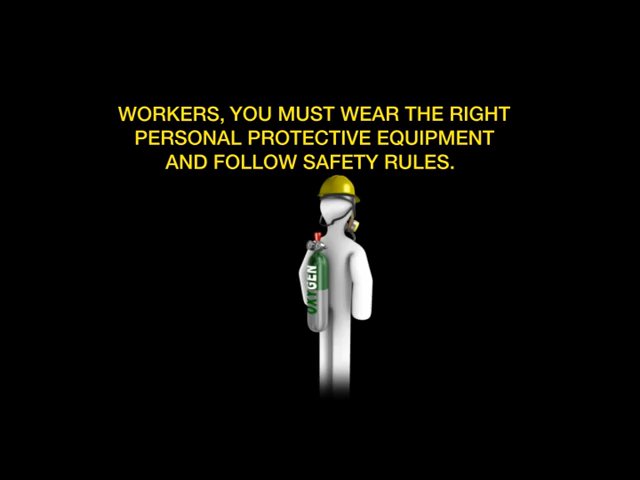 WORKERS, YOU MUST WEAR THE RIGHT
PERSONAL PROTECTIVE EQUIPMENT
AND FOLLOW SAFETY RULES.
OXYGEN